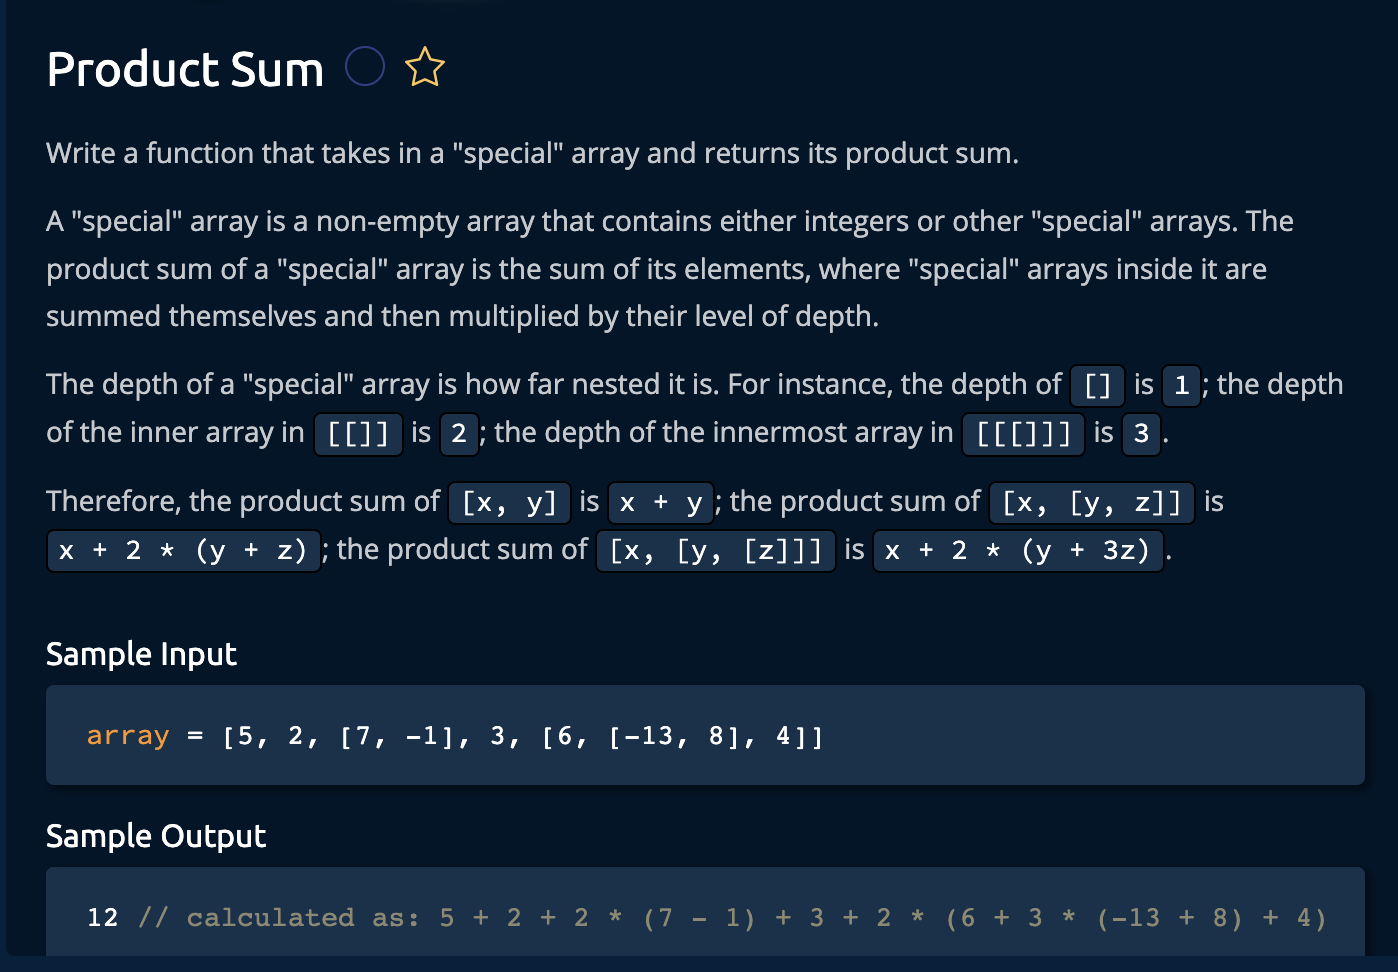 Product Sum
Write a function that takes in a "special" array and returns its product sum.
A "special" array is a non-empty array that contains either integers or other "special" arrays. The
product sum of a "special" array is the sum of its elements, where "special" arrays inside it are
summed themselves and then multiplied by their level of depth.
The depth of a "special" array is how far nested it is. For instance, the depth of [] is 1; the depth
of the inner array in [[]] is 2; the depth of the innermost array in [[[]]] is 3.
Therefore, the product sum of [x, y] is x + y; the product sum of [x, [y, z]] is
x + 2 * (y + z); the product sum of [x, [y, [z]]] is x + 2 * (y + 3z).
Sample Input
array = [5, 2, [7, -1], 3, [6, [-13, 8], 4]]
Sample Output
12 // calculated as: 5 + 2 + 2 * (7 - 1) + 3 + 2 * (6 + 3 * (-13 + 8) + 4)